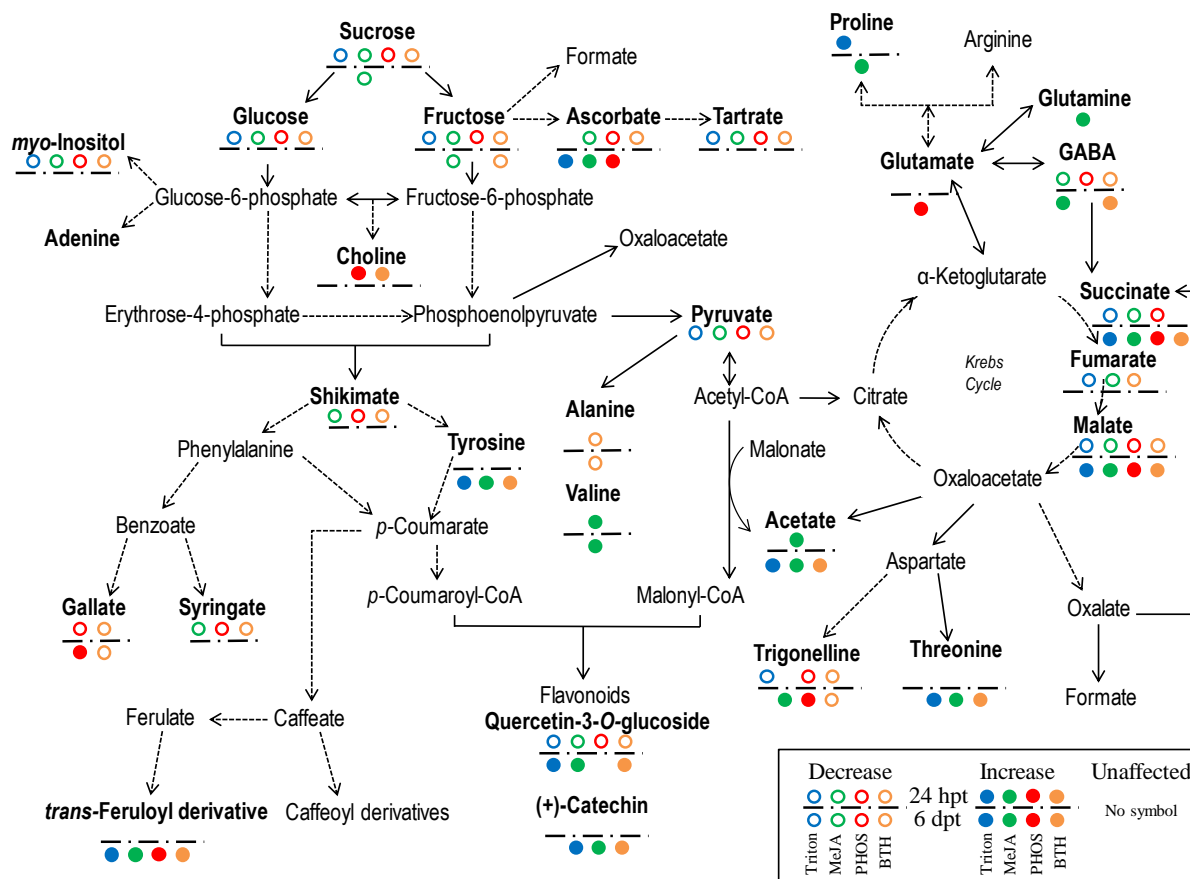 Sucrose
Formate
Proline
Arginine
Glucose
Fructose
Ascorbate
Tartrate
Glutamine
myo-Inositol
Glutamate
GABA
Glucose-6-phosphate
Fructose-6-phosphate
Adenine
Choline
Oxaloacetate
α-Ketoglutarate
Succinate
Erythrose-4-phosphate
Phosphoenolpyruvate
Pyruvate
Fumarate
Krebs
Cycle
Shikimate
Alanine
Acetyl-CoA
Citrate
Malate
Phenylalanine
Tyrosine
Malonate
Oxaloacetate
Valine
Benzoate
p-Coumarate
Acetate
Aspartate
Gallate
Syringate
p-Coumaroyl-CoA
Malonyl-CoA
Oxalate
Trigonelline
Threonine
Flavonoids
Formate
Ferulate
Caffeate
Quercetin-3-O-glucoside
trans-Feruloyl derivative
Caffeoyl derivatives
(+)-Catechin
Decrease
Increase
Unaffected
24 hpt
6 dpt
No symbol
Triton
MeJA
PHOS
BTH
Triton
MeJA
PHOS
BTH